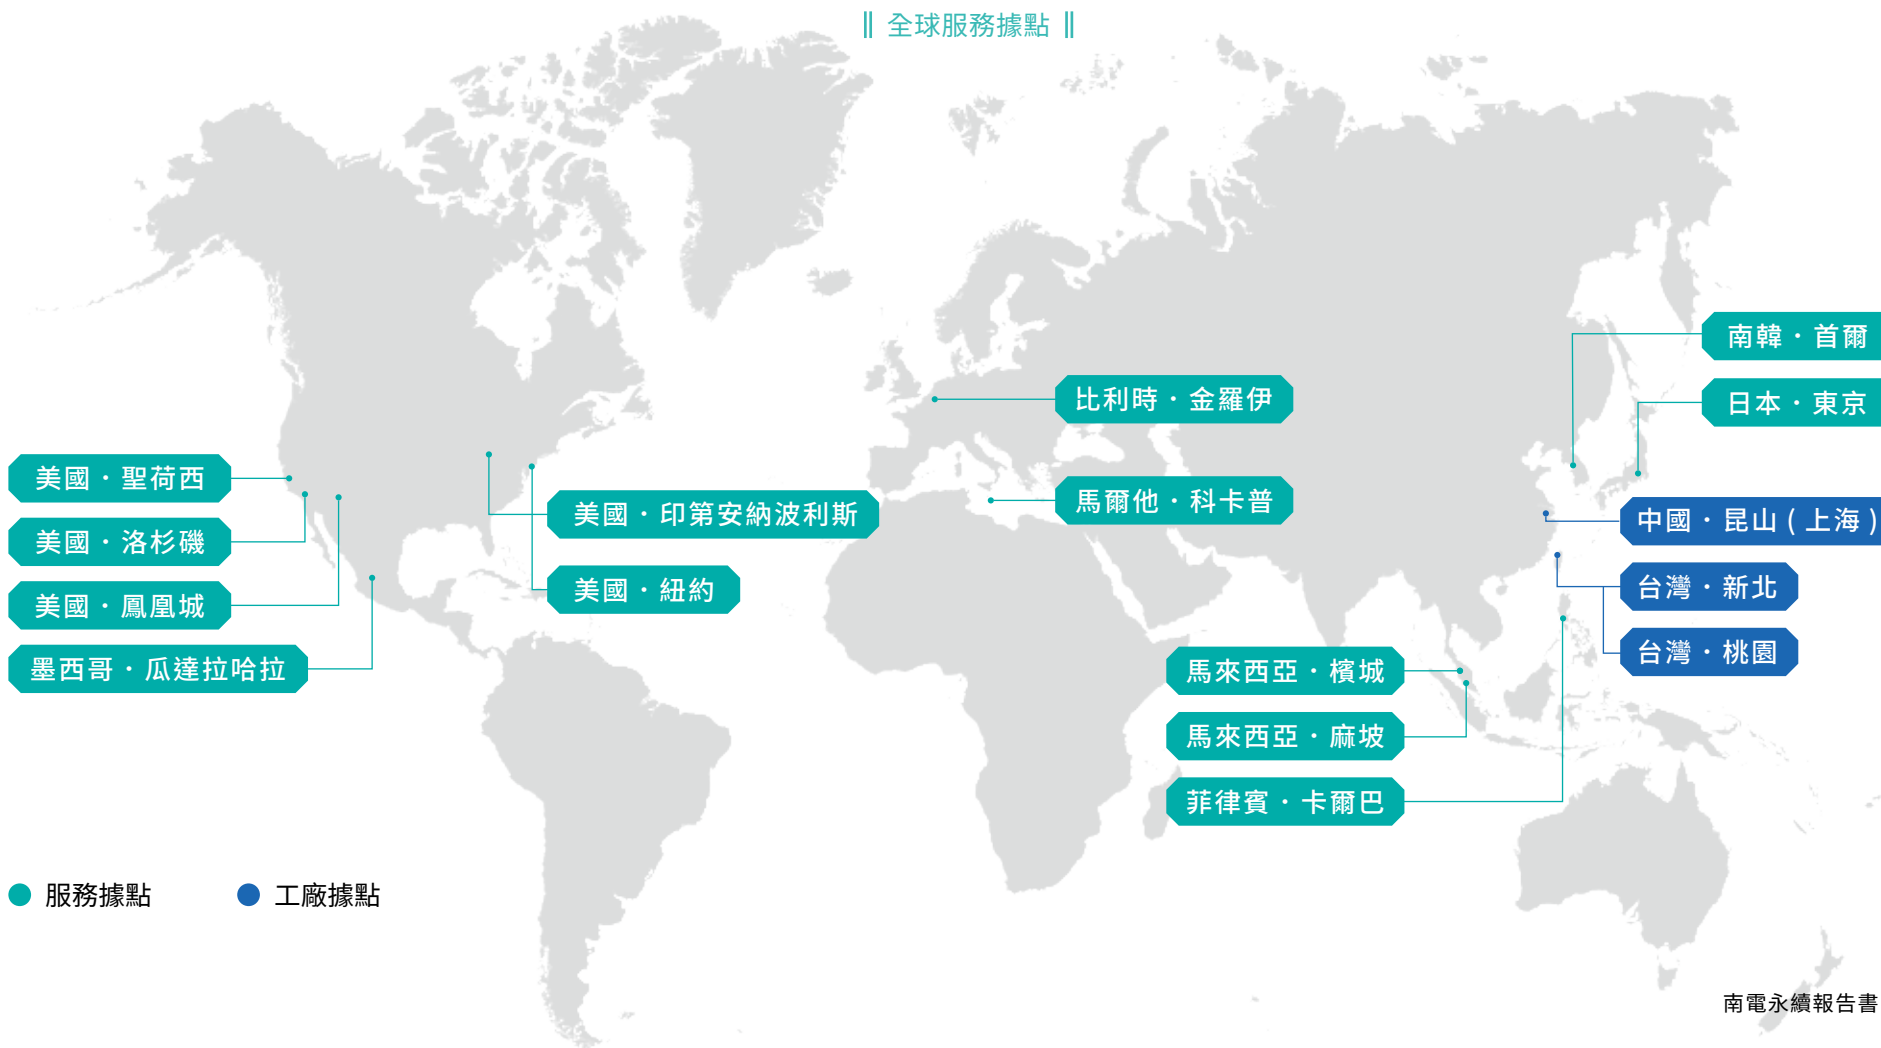 全球服務據點
南韓・首爾
日本・東京
比利時・金羅伊
馬爾他・科卡普
美國・聖荷西
美國・洛杉磯
美國・鳳凰城
墨西哥・瓜達拉哈拉
美國・印第安納波利斯
美國・紐約
中國・昆山(上海)
台灣・新北
台灣・桃園
馬來西亞・檳城
馬來西亞・麻坡
菲律賓・卡爾巴
服務據點
工廠據點
南電永續報告書